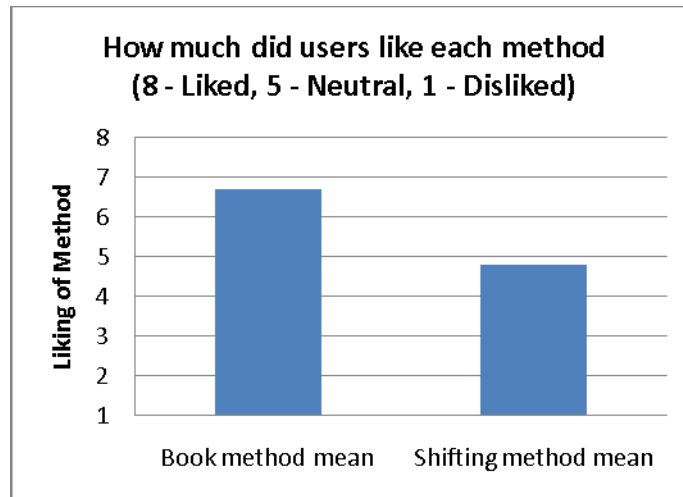 How much did users like each method
(8 - Liked, 5 - Neutral, 1 - Disliked)
Liking of Method
8
7
6
5
4
3
2
1
Book method mean
Shifting method mean